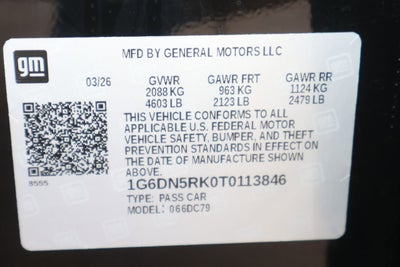 gm
MFD BY GENERAL MOTORS LLC
03/26 GVWR GAWR FRT GAWR RR
2088 KG 963 KG 1124 KG
4603 LB 2123 LB 2479 LB
THIS VEHICLE CONFORMS TO ALL
APPLICABLE U.S. FEDERAL MOTOR
VEHICLE SAFETY, BUMPER, AND THEFT
PREVENTION STANDARDS IN EFFECT ON
THE DATE OF MANUFACTURE SHOWN
ABOVE.
8555
1G6DN5RK0T0113846
TYPE: PASS CAR
MODEL: 066DC79